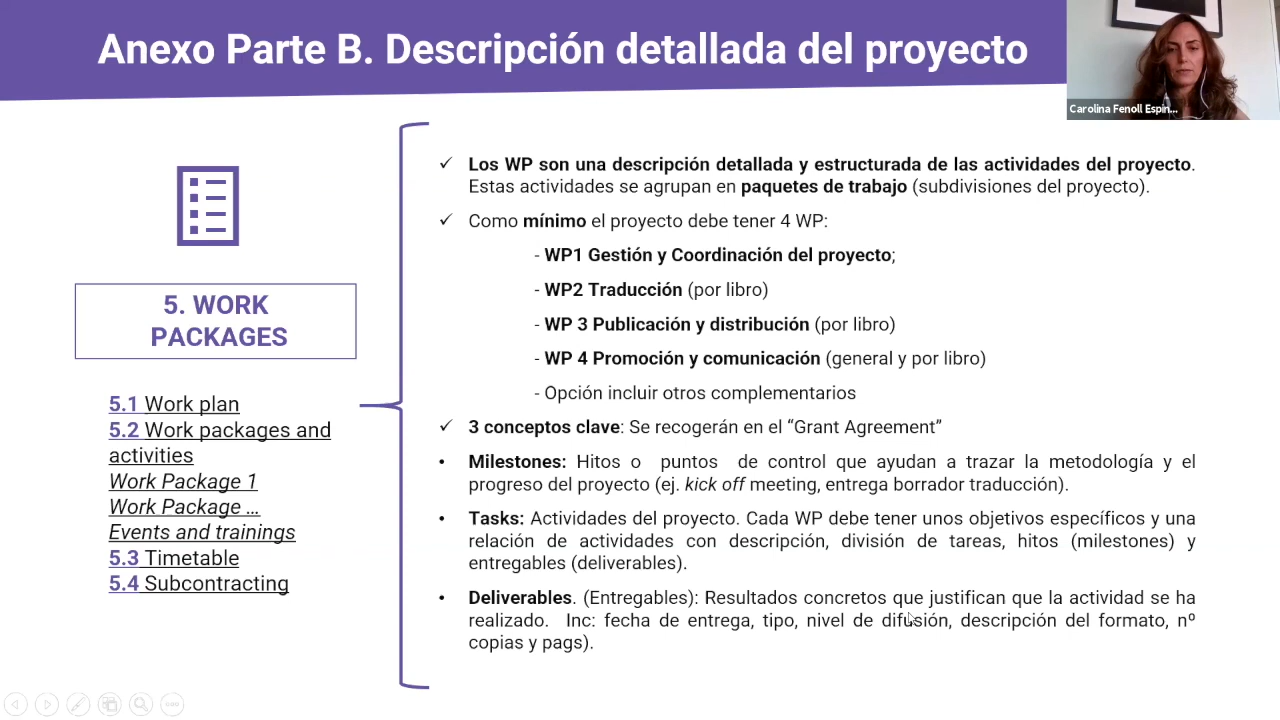 Anexo Parte B. Descripción detallada del proyecto
Carolina Fenoll Espín...
5. WORK
PACKAGES
5.1 Work plan
5.2 Work packages and
activities
Work Package 1
Work Package ...
Events and trainings
5.3 Timetable
5.4 Subcontracting
✓ Los WP son una descripción detallada y estructurada de las actividades del proyecto.
Estas actividades se agrupan en paquetes de trabajo (subdivisiones del proyecto).
✓ Como mínimo el proyecto debe tener 4 WP:
- WP1 Gestión y Coordinación del proyecto;
- WP2 Traducción (por libro)
- WP 3 Publicación y distribución (por libro)
- WP 4 Promoción y comunicación (general y por libro)
- Opción incluir otros complementarios
✓ 3 conceptos clave: Se recogerán en el “Grant Agreement”
• Milestones: Hitos o puntos de control que ayudan a trazar la metodología y el
progreso del proyecto (ej. kick off meeting, entrega borrador traducción).
• Tasks: Actividades del proyecto. Cada WP debe tener unos objetivos específicos y una
relación de actividades con descripción, división de tareas, hitos (milestones) y
entregables (deliverables).
• Deliverables. (Entregables): Resultados concretos que justifican que la actividad se ha
realizado. Inc: fecha de entrega, tipo, nivel de difusión, descripción del formato, nº
copias y pags).